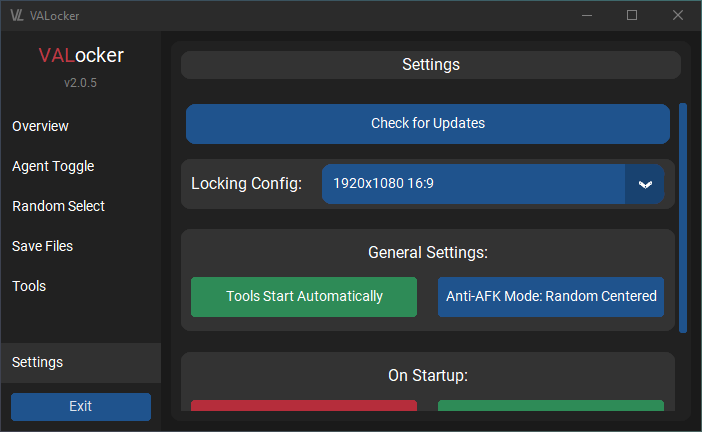 VALocker
VALocker
v2.0.5
Overview
Agent Toggle
Random Select
Save Files
Tools
Settings
Exit
Settings
Check for Updates
Locking Config: 1920x1080 16:9
General Settings:
Tools Start Automatically Anti-AFK Mode: Random Centered
On Startup: